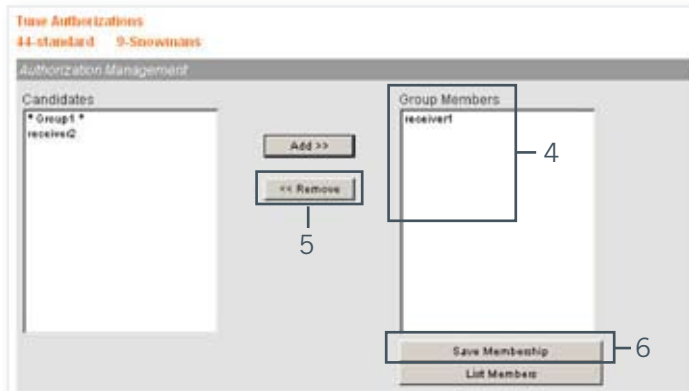 Tune Authorizations
44-standard 9-Snowmans
Authorization Management
Candidates
* Group1 *
receiver2
Add >>
<< Remove
5
Group Members
receiver1
4
Save Membership
6
List Members